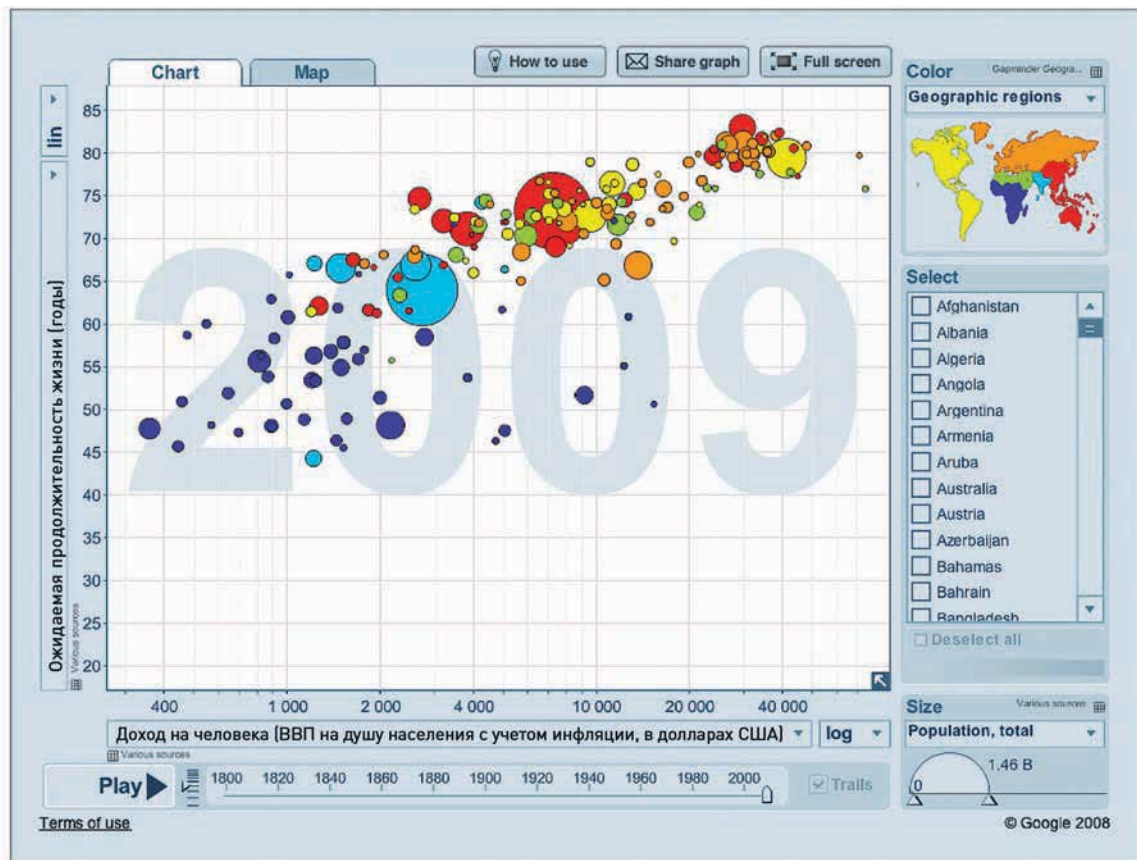 Chart
Map
How to use
Share graph
Full screen
Color
Gapminder Geogra...
Geographic regions
lin
Ожидаемая продолжительность жизни (годы)
Various sources
85
80
75
70
65
60
55
50
45
40
35
30
25
20
2009
400
1 000
2 000
4 000
10 000
20 000
40 000
Доход на человека (ВВП на душу населения с учетом инфляции, в долларах США)
log
Various sources
Select
Afghanistan
Albania
Algeria
Angola
Argentina
Armenia
Aruba
Australia
Austria
Azerbaijan
Bahamas
Bahrain
Bangladesh
Deselect all
Size
Various sources
Population, total
1.46 B
0
Play
1800
1820
1840
1860
1880
1900
1920
1940
1960
1980
2000
Trails
Terms of use
© Google 2008